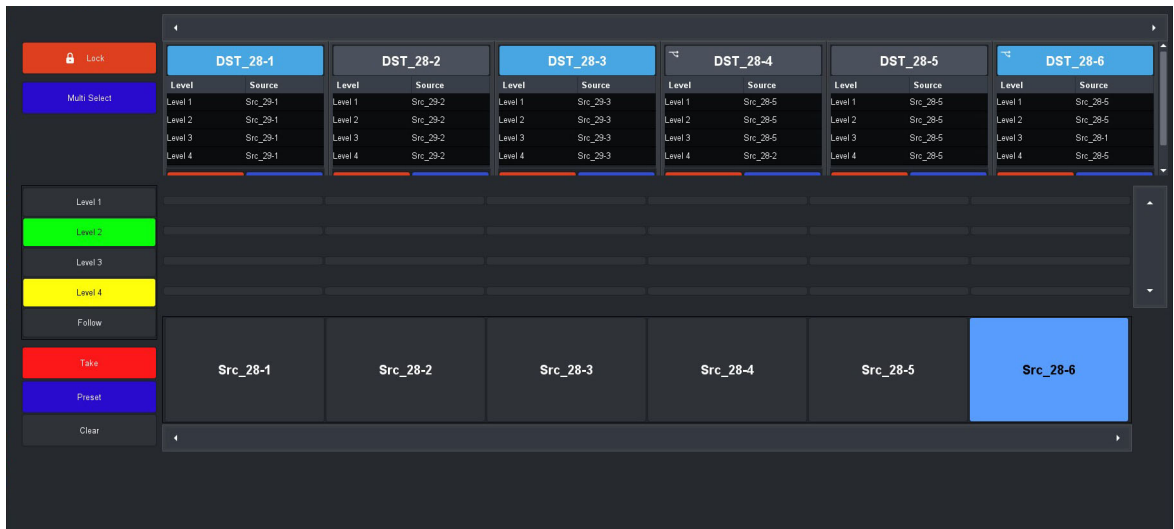 Lock
Multi Select
DST_28-1 DST_28-2 DST_28-3 DST_28-4 DST_28-5 DST_28-6
Level Source Level Source Level Source Level Source Level Source Level Source
Level 1 Src_29-1 Level 1 Src_29-2 Level 1 Src_29-3 Level 1 Src_28-5 Level 1 Src_28-5 Level 1 Src_28-5
Level 2 Src_29-1 Level 2 Src_29-2 Level 2 Src_29-3 Level 2 Src_28-5 Level 2 Src_28-5 Level 2 Src_28-5
Level 3 Src_29-1 Level 3 Src_29-2 Level 3 Src_29-3 Level 3 Src_28-5 Level 3 Src_28-5 Level 3 Src_28-1
Level 4 Src_29-1 Level 4 Src_29-2 Level 4 Src_29-3 Level 4 Src_28-2 Level 4 Src_28-5 Level 4 Src_28-5
Level 1
Level 2
Level 3
Level 4
Follow
Take
Preset
Clear
Src_28-1 Src_28-2 Src_28-3 Src_28-4 Src_28-5 Src_28-6